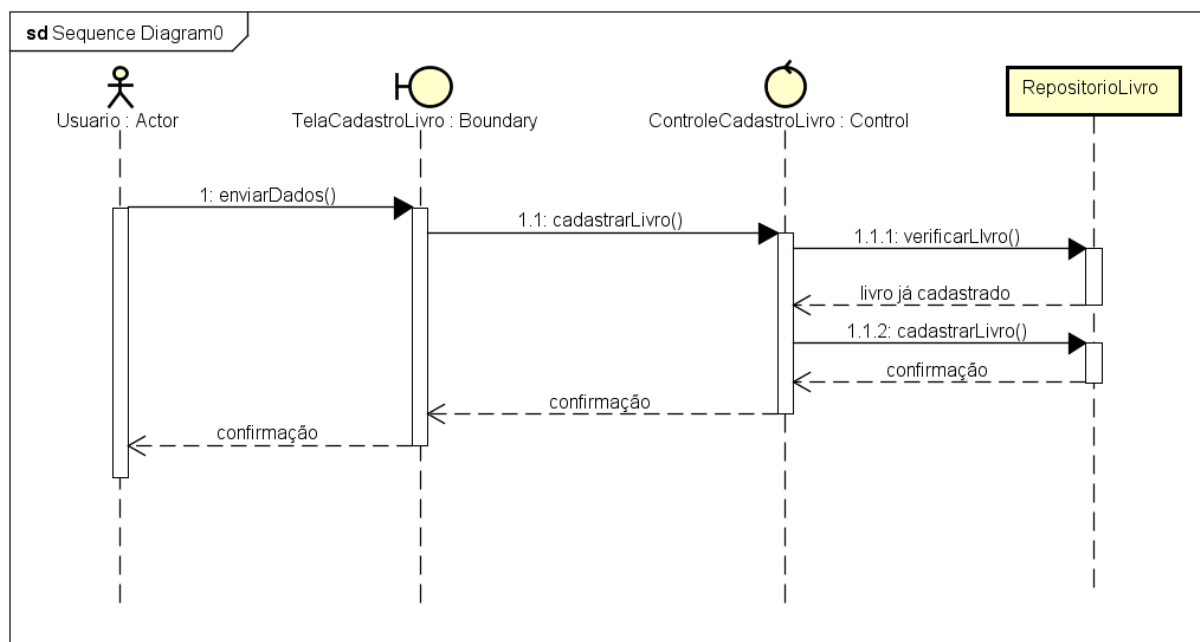 sd Sequence Diagram0
Usuario : Actor
TelaCadastroLivro : Boundary
ControleCadastroLivro : Control
RepositorioLivro
1: enviarDados()
1.1: cadastrarLivro()
1.1.1: verificarLIvro()
livro já cadastrado
1.1.2: cadastrarLivro()
confirmação
confirmação
confirmação